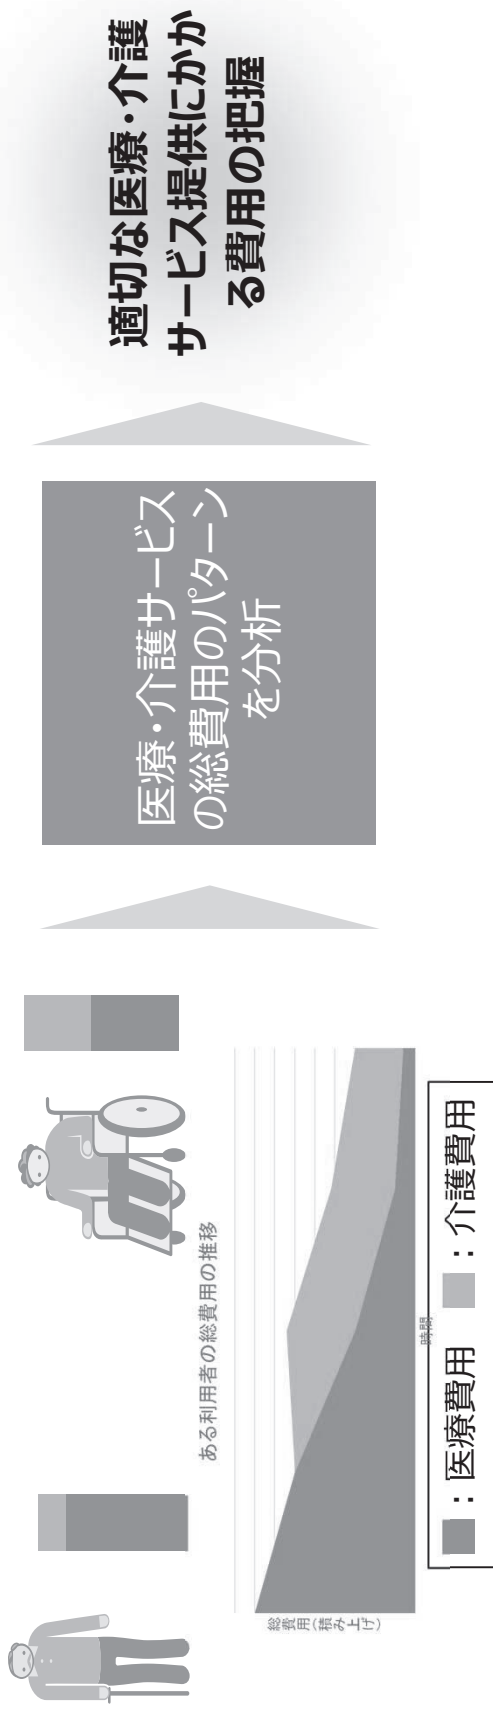 ある利用者の総費用の推移
総費用(積み上げ)
時間
：医療費用
：介護費用
医療・介護サービス
の総費用のパターン
を分析
適切な医療・介護
サービス提供にかか
る費用の把握